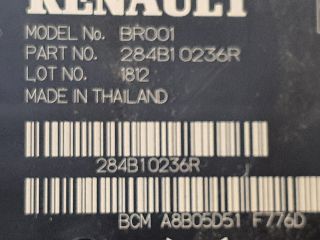 RENAULT
MODEL No. BR001
PART NO. 284B10236R
LOT NO. 1812
MADE IN THAILAND
284B10236R
BCM A8B05D51 F776D